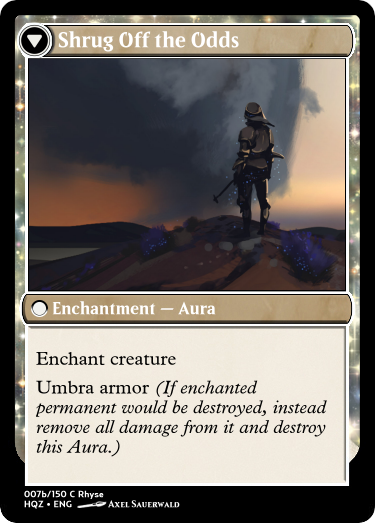 Shrug Off the Odds
Enchantment — Aura
Enchant creature
Umbra armor (If enchanted
permanent would be destroyed, instead
remove all damage from it and destroy
this Aura.)
007b/150 C Rhyse
HQZ • ENG Axel Sauerwald